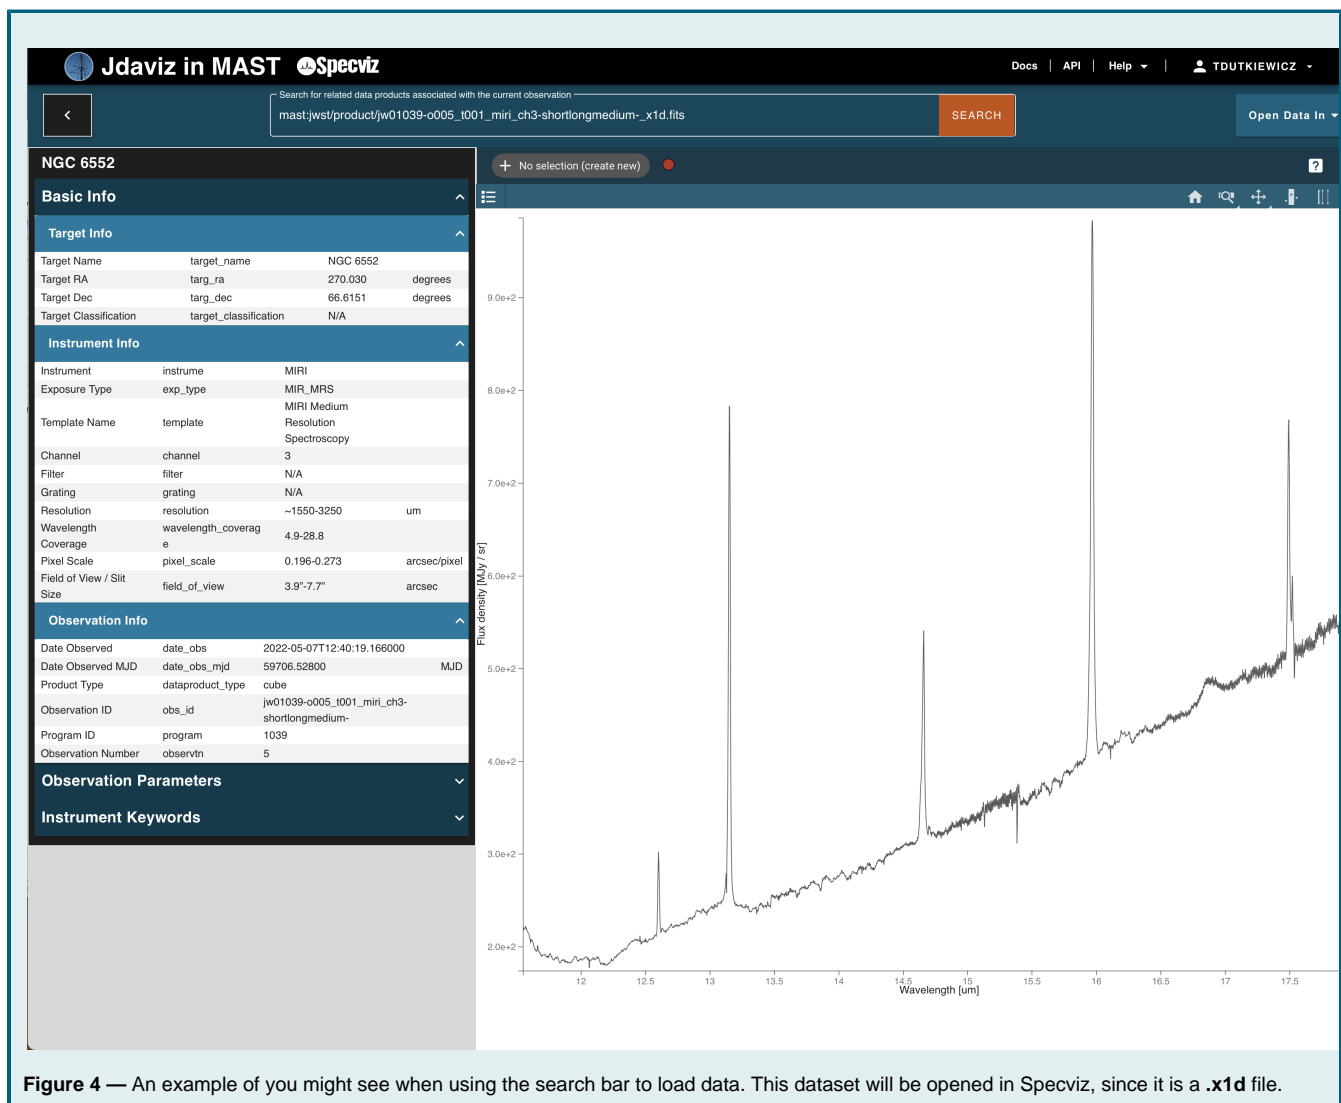 Jdaviz in MAST Specviz
Docs | API | Help | TDUTKIEWICZ
Search for related data products associated with the current observation
mast:jwst/product/jw01039-o005_t001_miri_ch3-shortlongmedium-_x1d.fits
SEARCH
Open Data In
NGC 6552
No selection (create new)
?
Basic Info
Target Info
Target Name target_name NGC 6552
Target RA targ_ra 270.030 degrees
Target Dec targ_dec 66.6151 degrees
Target Classification target_classification N/A
Instrument Info
Instrument instrume MIRI
Exposure Type exp_type MIR_MRS
Template Name template MIRI Medium
Resolution
Spectroscopy
Channel channel 3
Filter filter N/A
Grating grating N/A
Resolution resolution ~1550-3250 um
Wavelength wavelength_coverag
Coverage e 4.9-28.8
Pixel Scale pixel_scale 0.196-0.273 arcsec/pixel
Field of View / Slit
Size field_of_view 3.9"-7.7" arcsec
Observation Info
Date Observed date_obs 2022-05-07T12:40:19.166000
Date Observed MJD date_obs_mjd 59706.52800 MJD
Product Type dataproduct_type cube
Observation ID obs_id jw01039-o005_t001_miri_ch3-
shortlongmedium-
Program ID program 1039
Observation Number observtn 5
Observation Parameters
Instrument Keywords
9.0e+2
8.0e+2
7.0e+2
6.0e+2
5.0e+2
4.0e+2
3.0e+2
2.0e+2
Flux density [MJy / sr]
12 12.5 13 13.5 14 14.5 15 15.5 16 16.5 17 17.5
Wavelength [um]
Figure 4 — An example of you might see when using the search bar to load data. This dataset will be opened in Specviz, since it is a .x1d file.